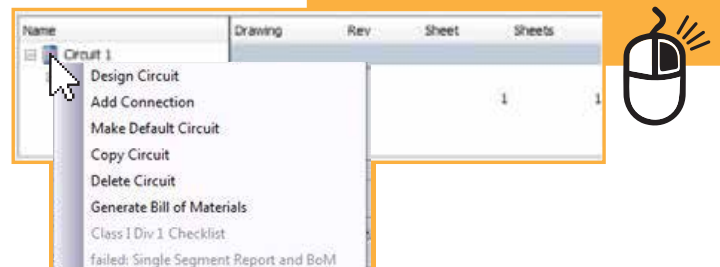 Name Drawing Rev Sheet Sheets
Circuit 1
Design Circuit
Add Connection 1 1
Make Default Circuit
Copy Circuit
Delete Circuit
Generate Bill of Materials
Class I Div 1 Checklist
failed: Single Segment Report and BoM